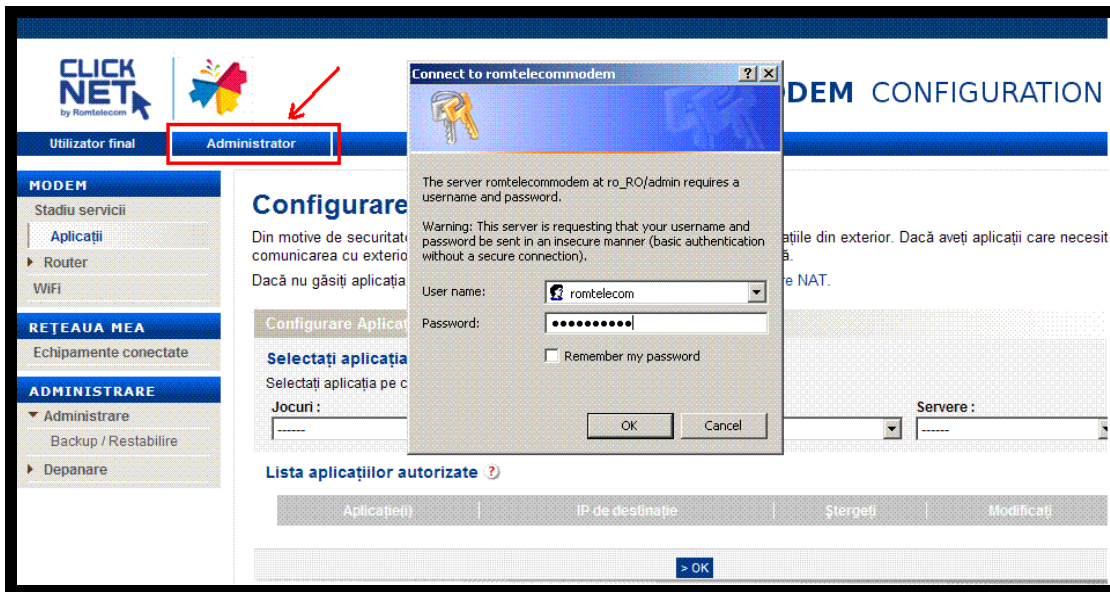 CLICK
NET
by Romtelecom
DEM CONFIGURATION
Utilizator final
Administrator
MODEM
Stadiu servicii
Aplicații
Router
WiFi
REȚEAUA MEA
Echipamente conectate
ADMINISTRARE
Administrare
Backup / Restabilire
Depanare
Connect to romtelecommodem
The server romtelecommodem at ro_RO/admin requires a
username and password.
Warning: This server is requesting that your username and
password be sent in an insecure manner (basic authentication
without a secure connection).
User name:
romtelecom
Password:
Remember my password
OK
Cancel
Configurare
Din motive de securitate
ațiile din exterior. Dacă aveți aplicații care necesit
comunicarea cu exterio
ă.
Dacă nu găsiți aplicația
re NAT.
Configurare Aplicat
Selectați aplicația
Selectați aplicația pe c
Jocuri :
------
Servere :
------
Lista aplicațiilor autorizate ?
Aplicație(i)
IP de destinație
Ștergeți
Modificați
> OK